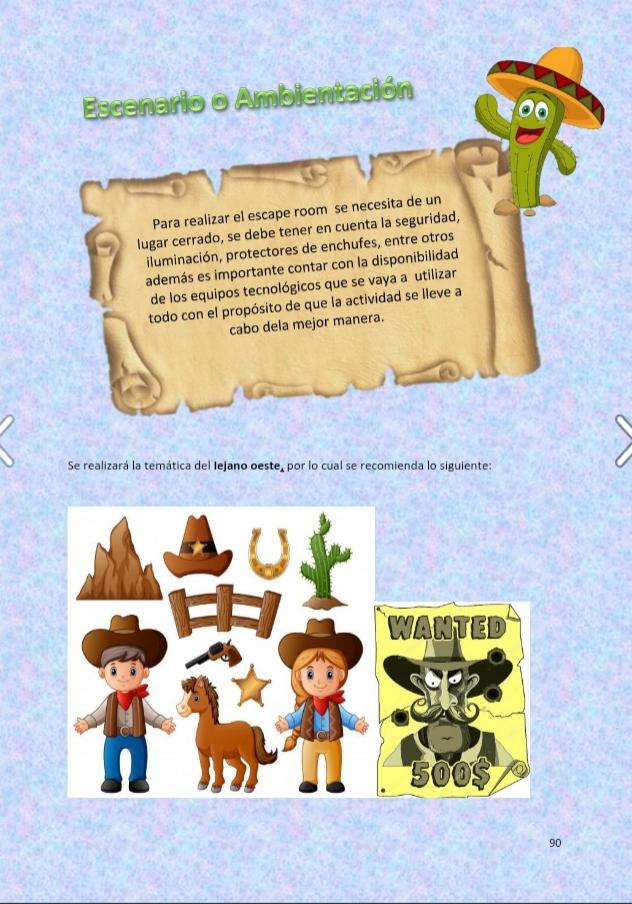 Escenario o Ambientación
Para realizar el escape room se necesita de un
lugar cerrado, se debe tener en cuenta la seguridad,
iluminación, protectores de enchufes, entre otros
además es importante contar con la disponibilidad
de los equipos tecnológicos que se vaya a utilizar
todo con el propósito de que la actividad se lleve a
cabo dela mejor manera.
Se realizará la temática del lejano oeste, por lo cual se recomienda lo siguiente:
WANTED
500$
90